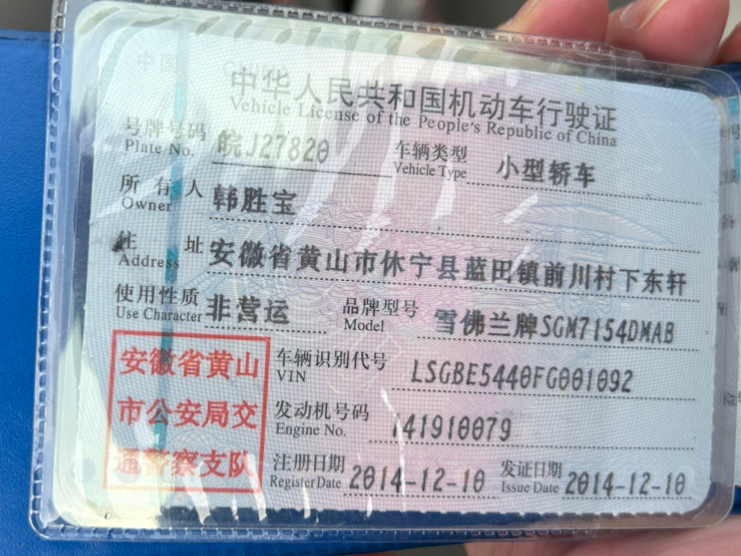 中华人民共和国机动车行驶证
Vehicle License of the People's Republic of China
号牌号码 皖J27820 车辆类型 小型轿车
Plate No. Vehicle Type
所有人 韩胜宝
Owner
住址 安徽省黄山市休宁县蓝田镇前川村下东轩
Address
使用性质 非营运 品牌型号 雪佛兰牌SGM7154DMAB
Use Character Model
安徽省黄山
市公安局交
通警察支队
车辆识别代号 LSGBE5440FG001092
VIN
发动机号码 141910079
Engine No.
注册日期 2014-12-10 发证日期 2014-12-10
Register Date Issue Date